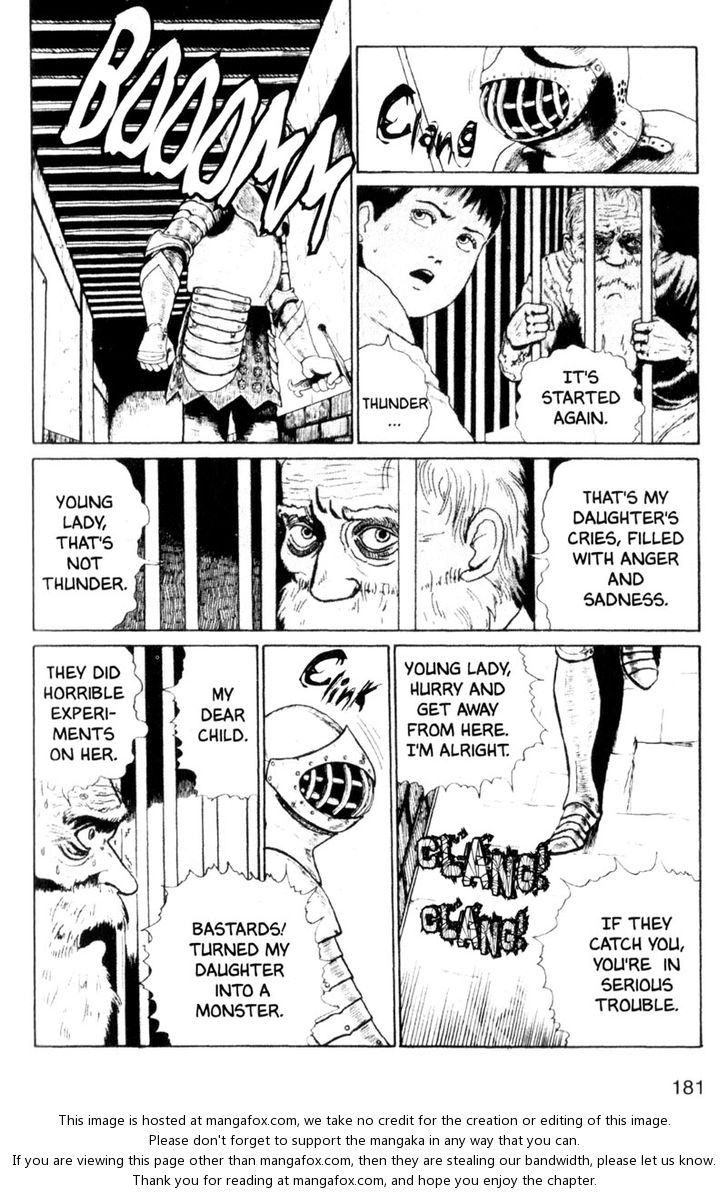 BOOOMM
Clang
THUNDER
...
IT'S
STARTED
AGAIN.
YOUNG
LADY,
THAT'S
NOT
THUNDER.
THAT'S MY
DAUGHTER'S
CRIES, FILLED
WITH ANGER
AND
SADNESS.
THEY DID
HORRIBLE
EXPERI-
MENTS
ON HER.
MY
DEAR
CHILD.
BASTARDS!
TURNED MY
DAUGHTER
INTO A
MONSTER.
Clink
YOUNG LADY,
HURRY AND
GET AWAY
FROM HERE.
I'M ALRIGHT.
CLANG!
CLANG!
IF THEY
CATCH YOU,
YOU'RE IN
SERIOUS
TROUBLE.
181
This image is hosted at mangafox.com, we take no credit for the creation or editing of this image.
Please don't forget to support the mangaka in any way that you can.
If you are viewing this page other than mangafox.com, then they are stealing our bandwidth, please let us know.
Thank you for reading at mangafox.com, and hope you enjoy the chapter.